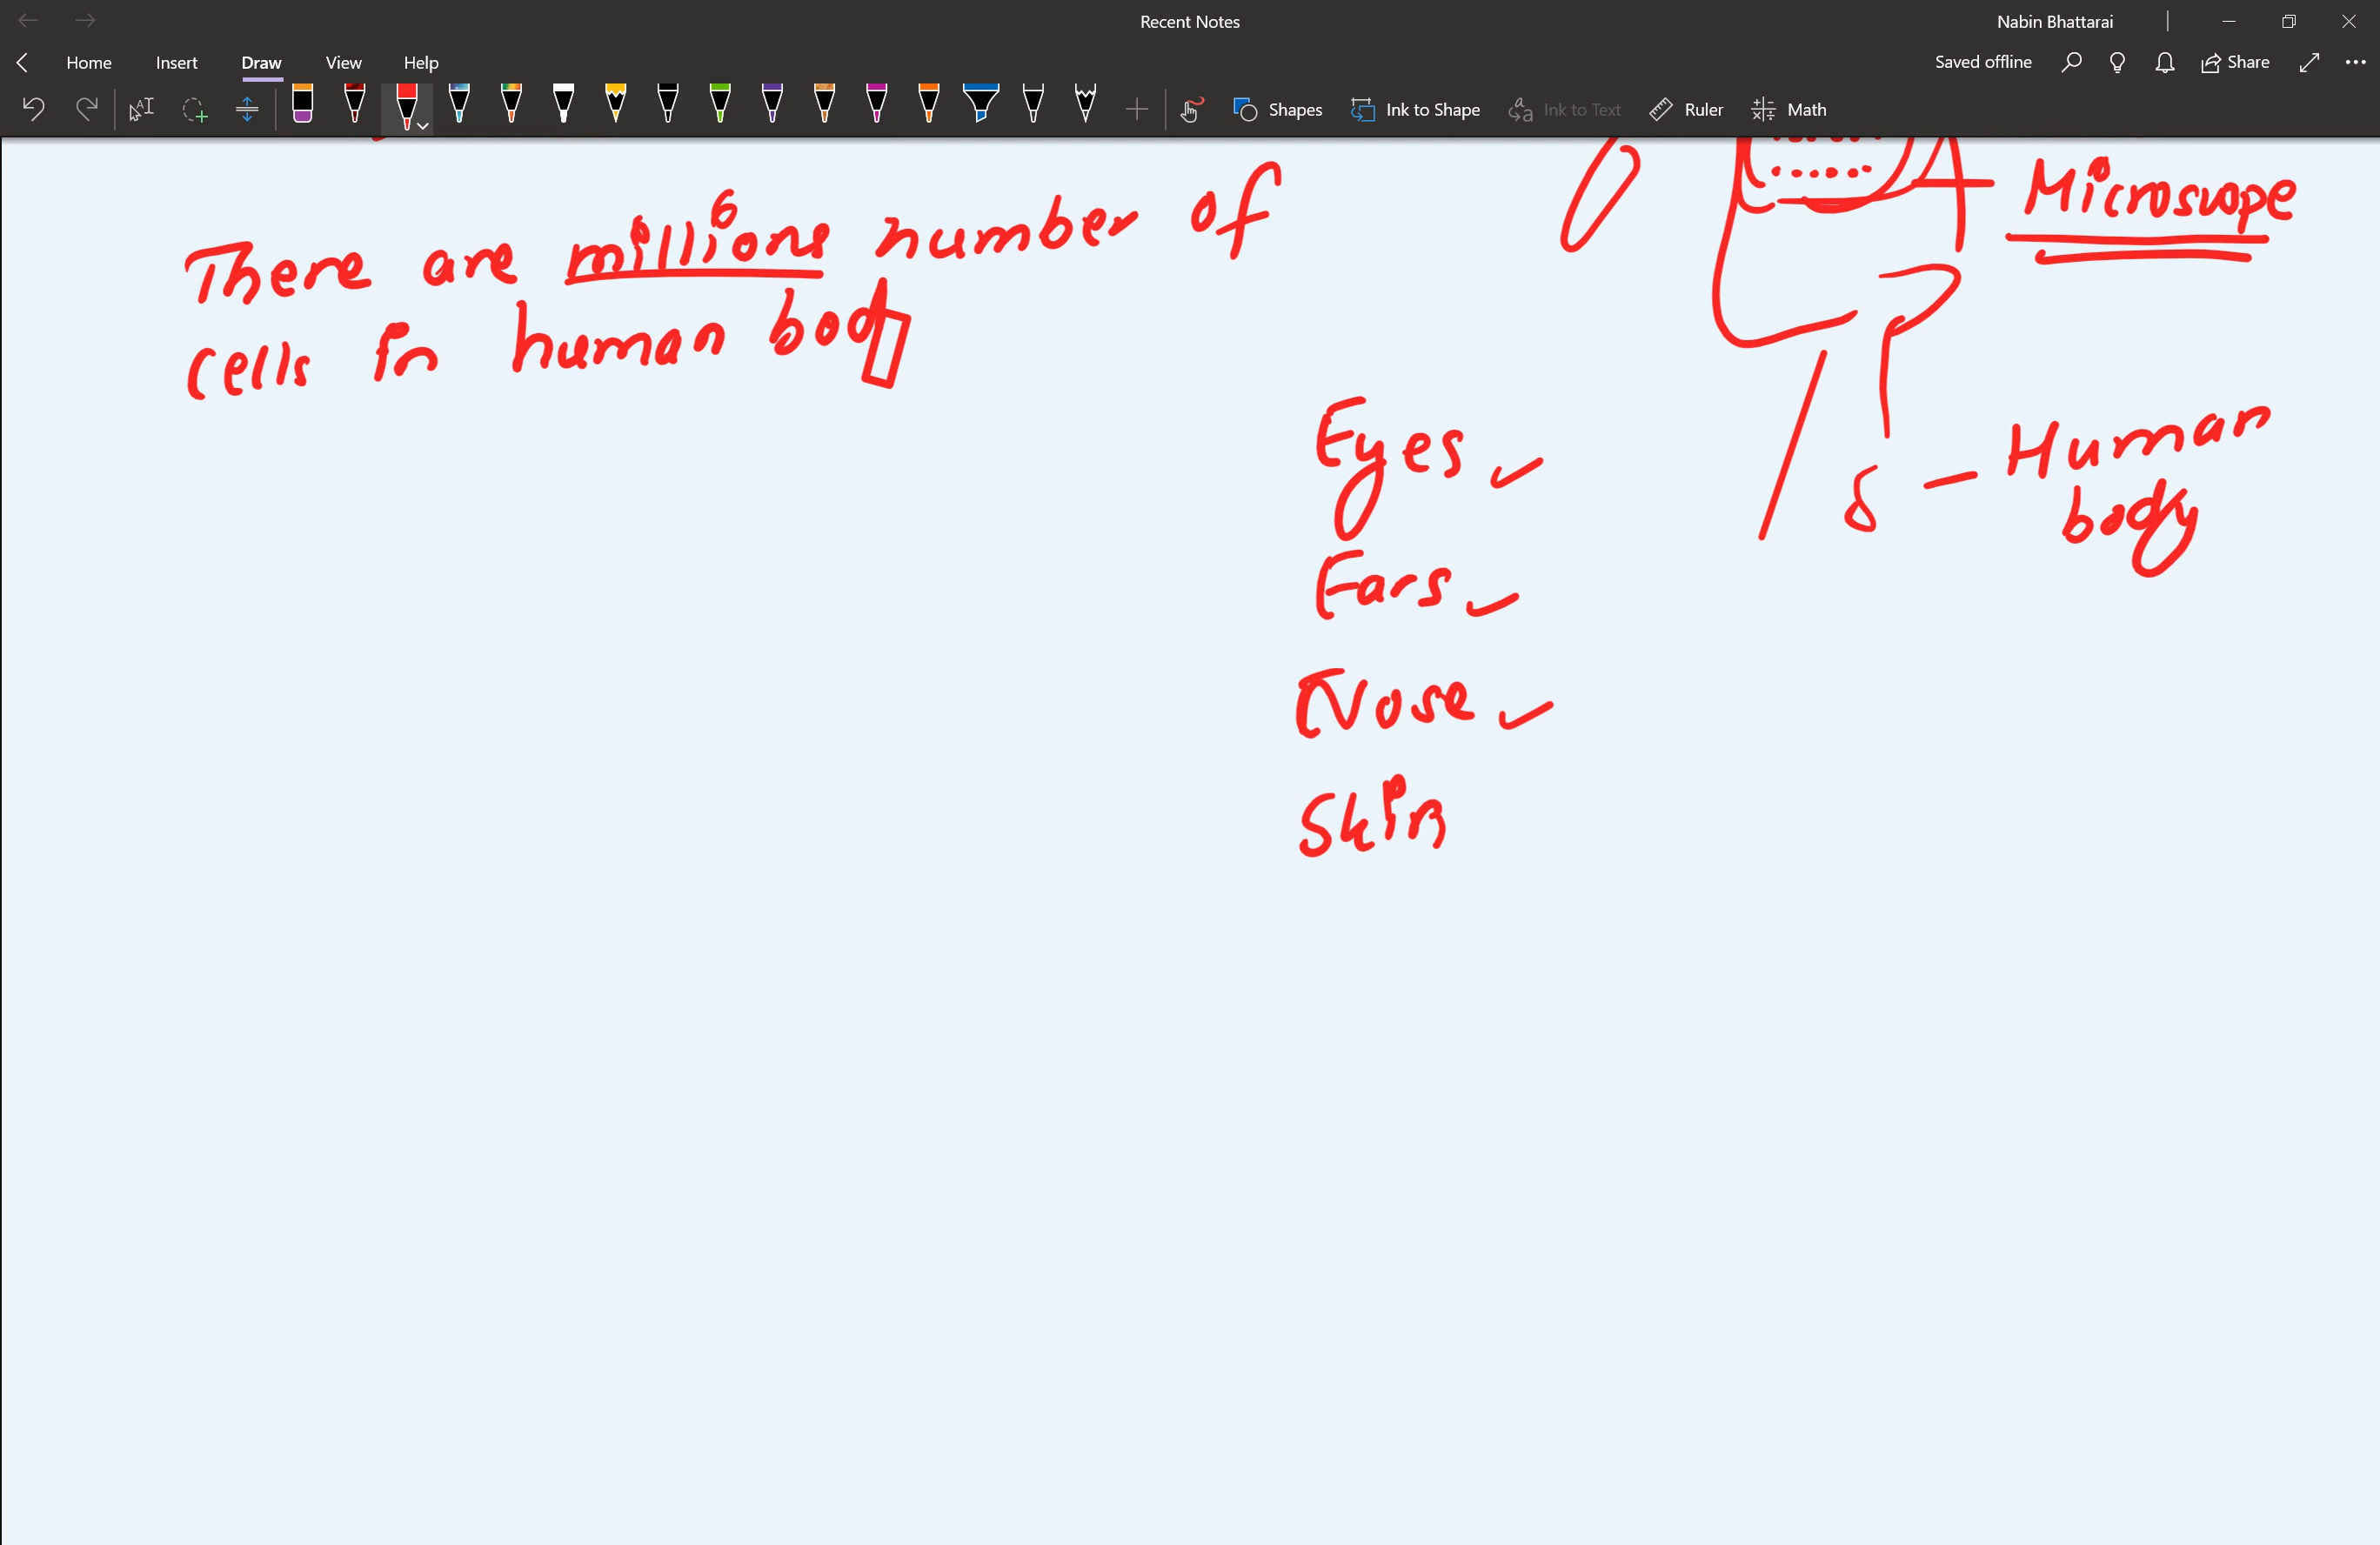 Recent Notes
Nabin Bhattarai
Home Insert Draw View Help
Saved offline
Share
Shapes
Ink to Shape
Ink to Text
Ruler
Math
There are millions number of
cells in human body
Microscope
Eyes
Ears
Nose
Skin
Human
body